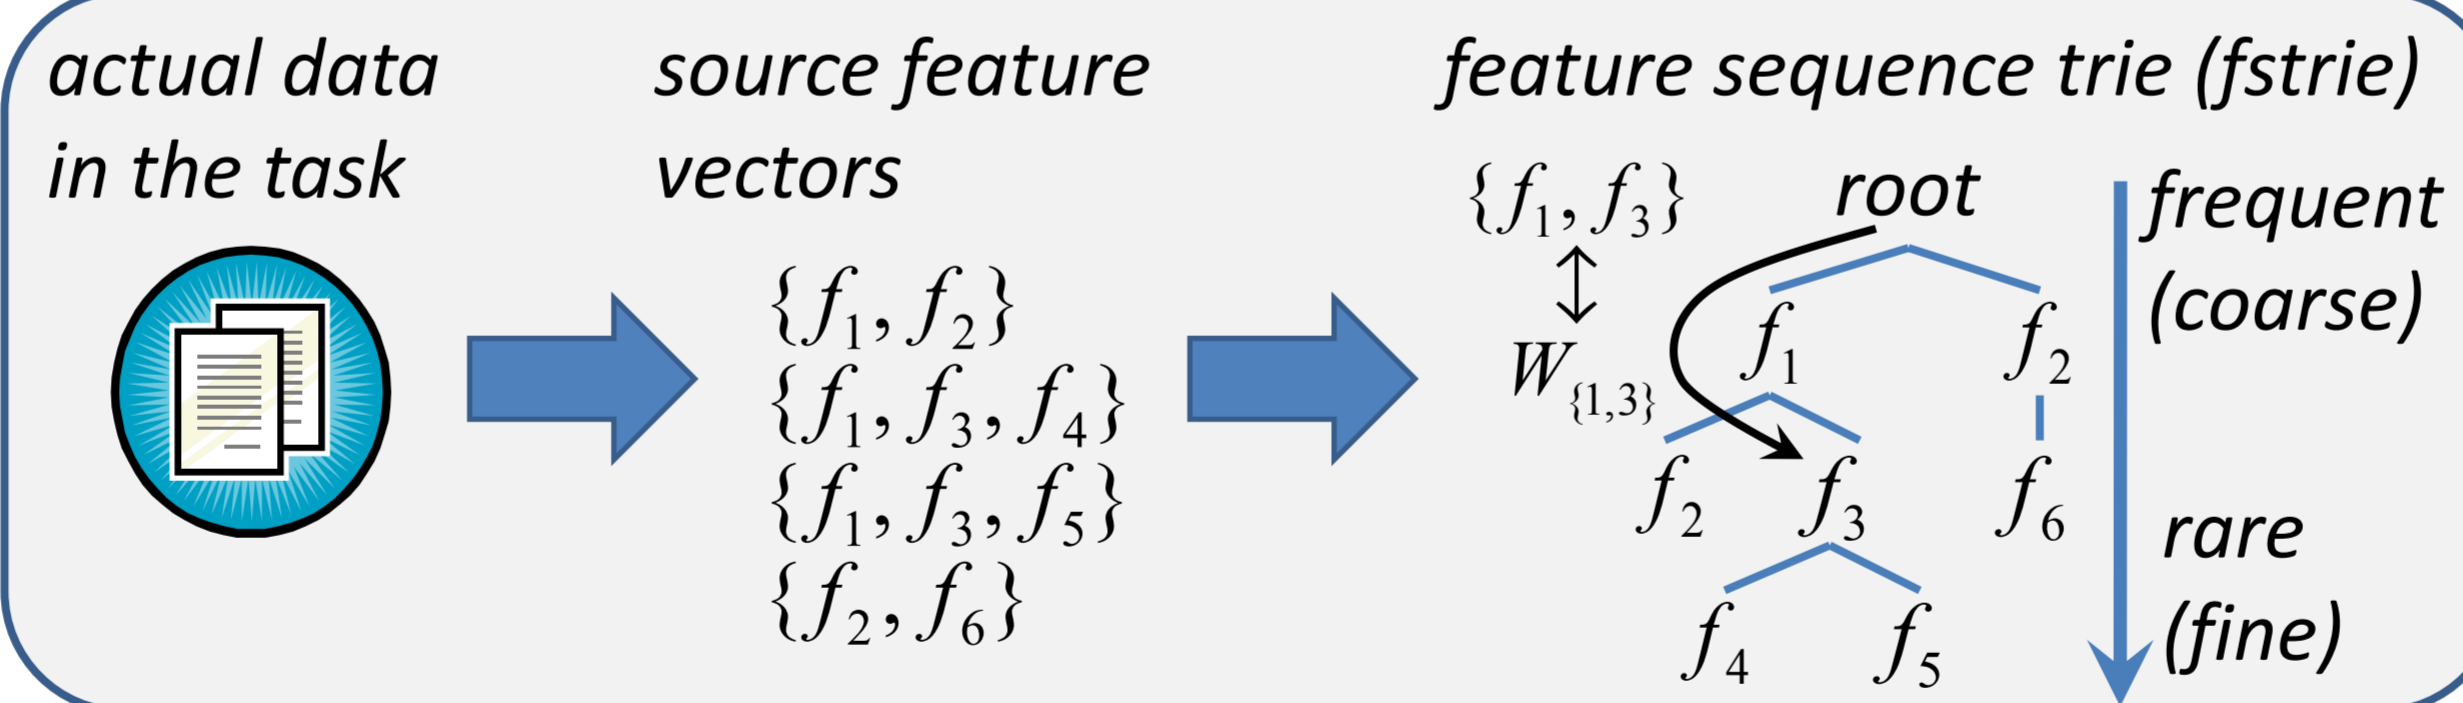 actual data
in the task
source feature
vectors
{f1, f2}
{f1, f3, f4}
{f1, f3, f5}
{f2, f6}
feature sequence trie (fstrie)
{f1, f3}
W{1,3}
root
f1 f2
f2 f3 f6
f4 f5
frequent
(coarse)
rare
(fine)